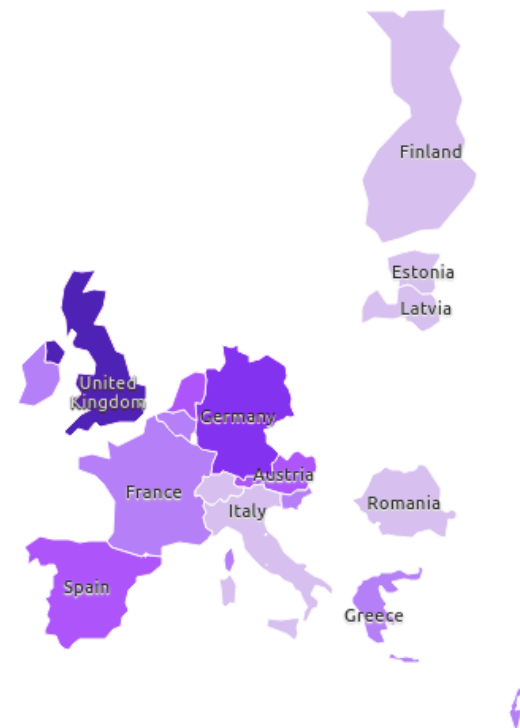 Finland
Estonia
Latvia
United
Kingdom
Germany
Austria
France
Romania
Italy
Spain
Greece